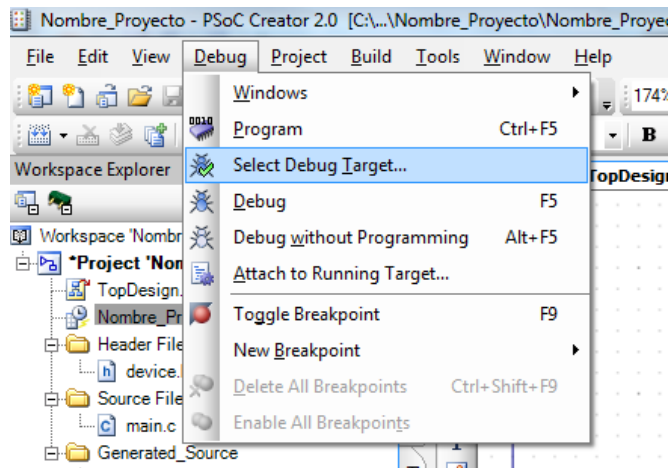 Nombre_Proyecto - PSoC Creator 2.0 [C:\...\Nombre_Proyecto\Nombre_Proyec
File Edit View Debug Project Build Tools Window Help
174%
B
Windows
Program Ctrl+F5
Select Debug Target...
Debug F5
Debug without Programming Alt+F5
Attach to Running Target...
Toggle Breakpoint F9
New Breakpoint
Delete All Breakpoints Ctrl+Shift+F9
Enable All Breakpoints
Workspace Explorer
TopDesign
Workspace 'Nombr
*Project 'Nom
TopDesign.
Nombre_Pr
Header File
device.
Source File
main.c
Generated_Source